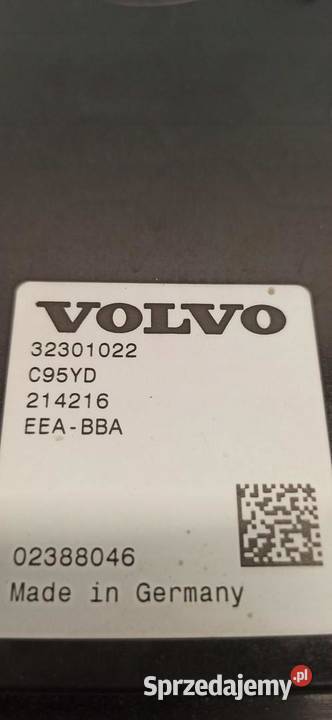 VOLVO
32301022
C95YD
214216
EEA-BBA
02388046
Made in Germany
Sprzedajemy.pl